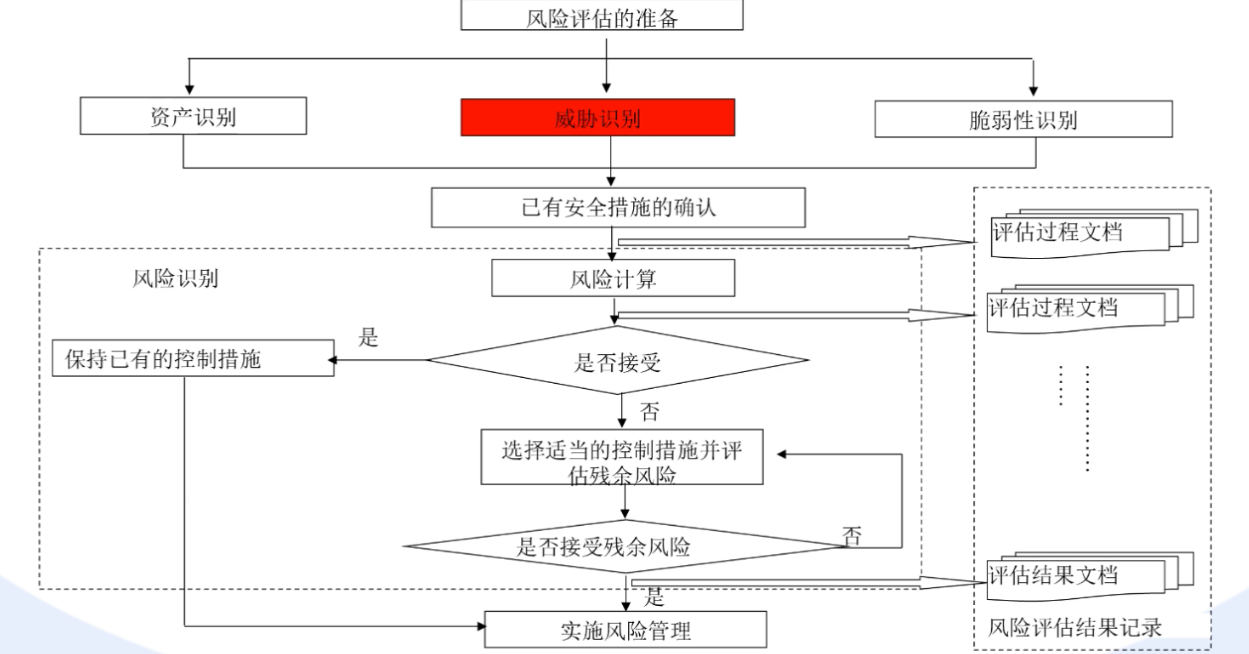 风险评估的准备
资产识别
威胁识别
脆弱性识别
已有安全措施的确认
评估过程文档
风险识别
风险计算
评估过程文档
是
保持已有的控制措施
是否接受
否
选择适当的控制措施并评
估残余风险
是否接受残余风险
否
评估结果文档
是
实施风险管理
风险评估结果记录